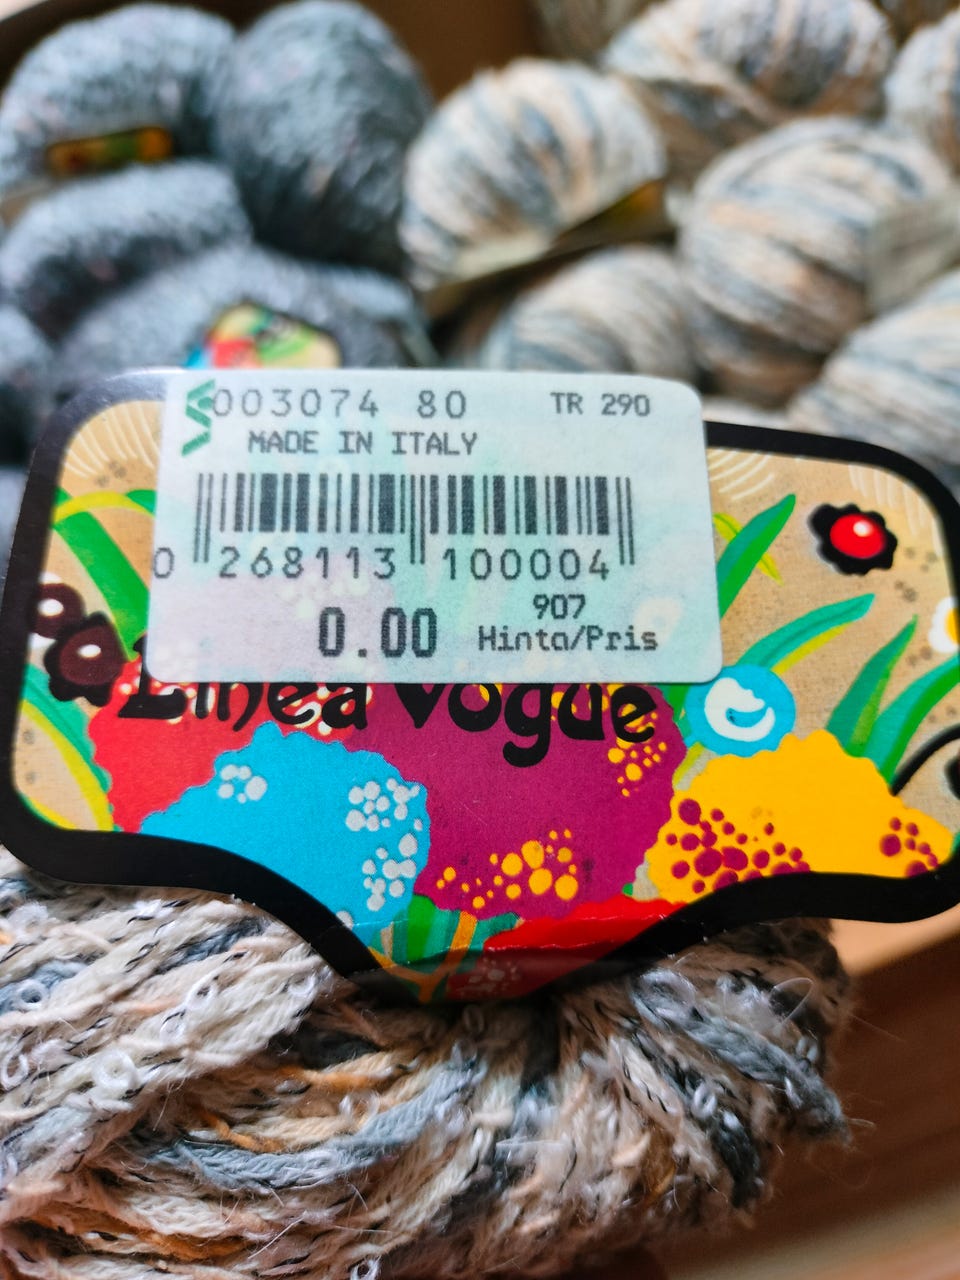 003074 80 TR 290
MADE IN ITALY
0 268113 100004
907
0.00 Hinta/Pris
Linea Vogue